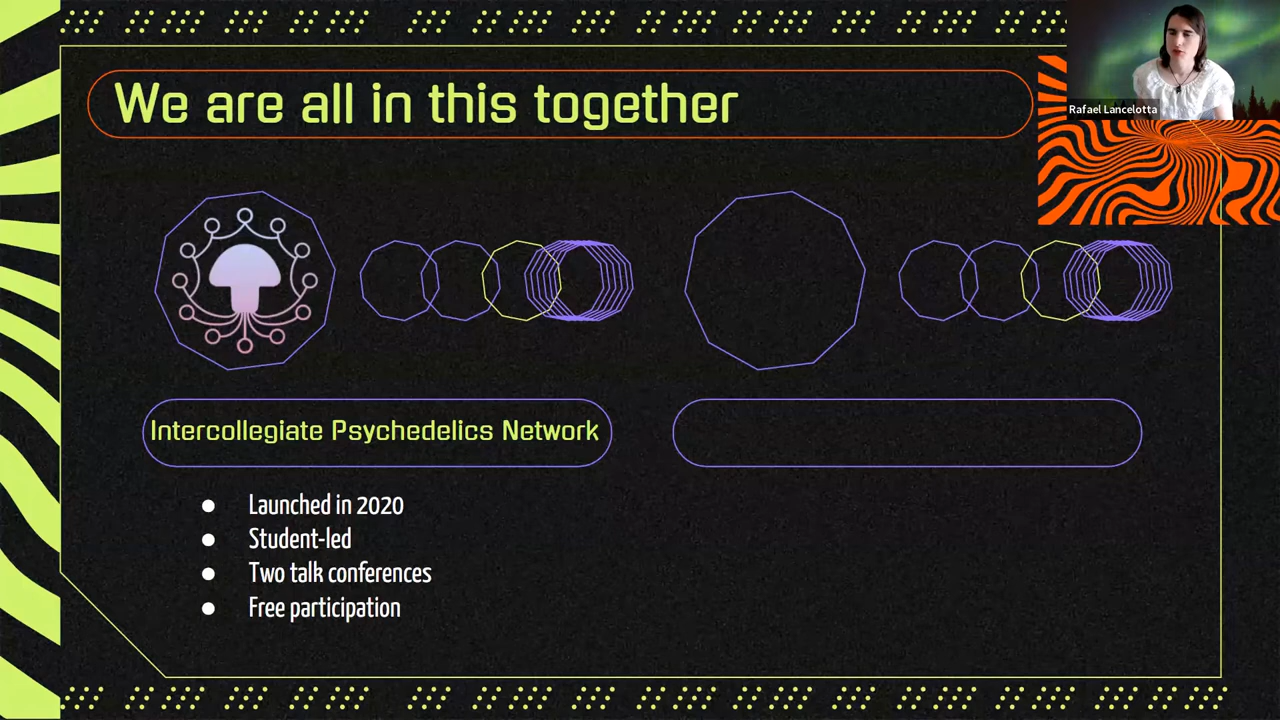 We are all in this together
Rafael Lancelotta
Intercollegiate Psychedelics Network
Launched in 2020
Student-led
Two talk conferences
Free participation